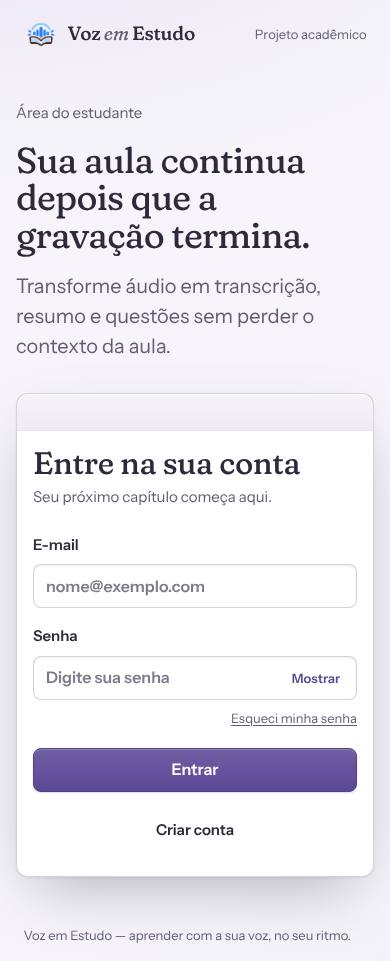 Voz em Estudo
Projeto acadêmico
Área do estudante
Sua aula continua
depois que a
gravação termina.
Transforme áudio em transcrição,
resumo e questões sem perder o
contexto da aula.
Entre na sua conta
Seu próximo capítulo começa aqui.
E-mail
nome@exemplo.com
Senha
Digite sua senha
Mostrar
Esqueci minha senha
Entrar
Criar conta
Voz em Estudo — aprender com a sua voz, no seu ritmo.